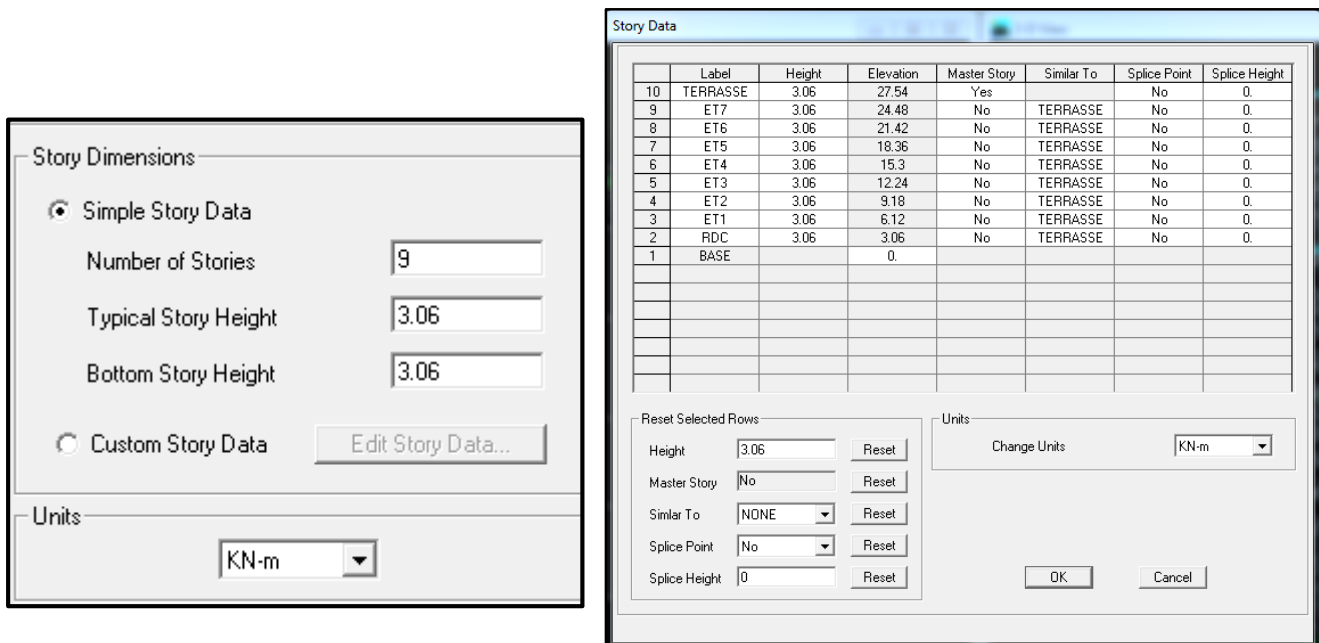 Story Dimensions
Simple Story Data
Number of Stories 9
Typical Story Height 3.06
Bottom Story Height 3.06
Custom Story Data Edit Story Data...
Units
KN-m
Story Data
Label Height Elevation Master Story Similar To Splice Point Splice Height
10 TERRASSE 3.06 27.54 Yes No 0.
9 ET7 3.06 24.48 No TERRASSE No 0.
8 ET6 3.06 21.42 No TERRASSE No 0.
7 ET5 3.06 18.36 No TERRASSE No 0.
6 ET4 3.06 15.3 No TERRASSE No 0.
5 ET3 3.06 12.24 No TERRASSE No 0.
4 ET2 3.06 9.18 No TERRASSE No 0.
3 ET1 3.06 6.12 No TERRASSE No 0.
2 RDC 3.06 3.06 No TERRASSE No 0.
1 BASE 0.
Reset Selected Rows
Height 3.06 Reset
Master Story No Reset
Simlar To NONE Reset
Splice Point No Reset
Splice Height 0 Reset
Units
Change Units KN-m
OK Cancel